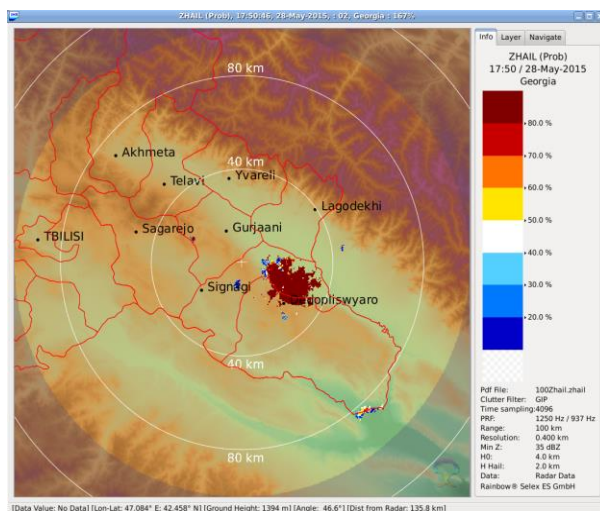 ZHAIL (Prob), 17:50:46, 28-May-2015, : 02, Georgia : 167%
Info Layer Navigate
ZHAIL (Prob)
17:50 / 28-May-2015
Georgia
80 km
40 km
Akhmeta
Telavi
Yvareli
Lagodekhi
TBILISI
Sagarejo
Gurjaani
Signagi
40 km
80 km
80.0 %
70.0 %
60.0 %
50.0 %
40.0 %
30.0 %
20.0 %
Pdf File: 100Zhail.zhail
Clutter Filter: GIP
Time sampling:4096
PRF: 1250 Hz / 937 Hz
Range: 100 km
Resolution: 0.400 km
Min Z: 35 dBZ
H0: 4.0 km
H Hail: 2.0 km
Data: Radar Data
Rainbow® Selex ES GmbH
[Data Value: No Data] [Lon-Lat: 47.084° E: 42.458° N] [Ground Height: 1394 m] [Angle: 46.6°] [Dist from Radar: 135.8 km]